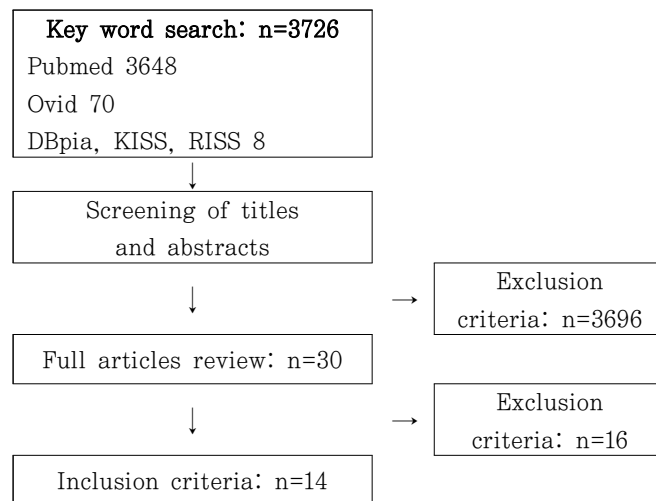 Key word search: n=3726
Pubmed 3648
Ovid 70
DBpia, KISS, RISS 8
Screening of titles
and abstracts
Exclusion
criteria: n=3696
Full articles review: n=30
Exclusion
criteria: n=16
Inclusion criteria: n=14